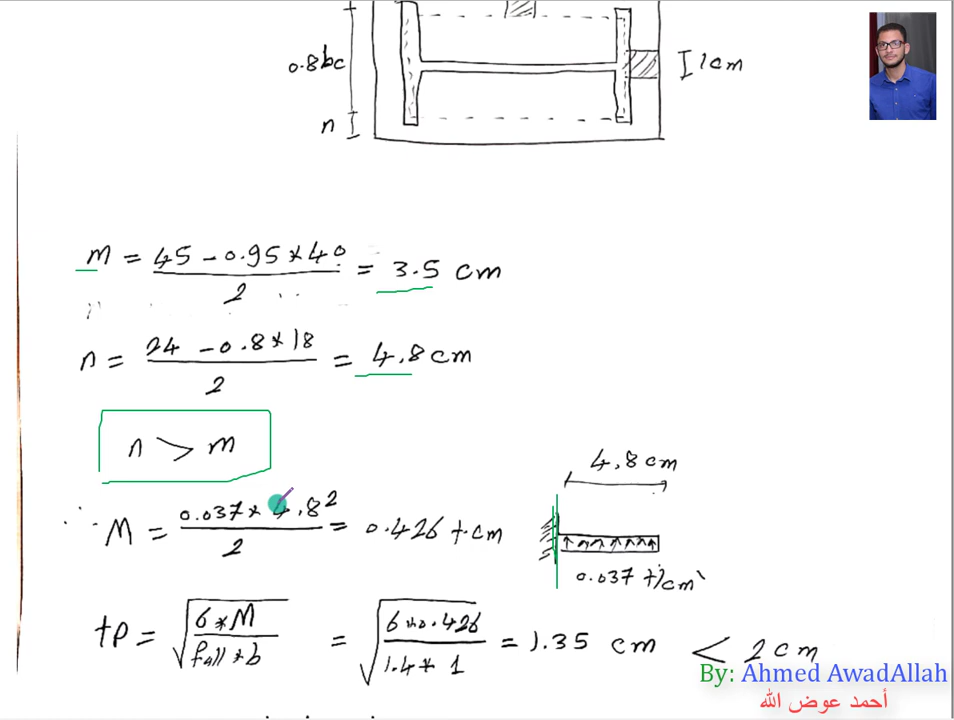 0.8bc
n
1cm
m = 45 - 0.95 * 40 / 2 = 3.5 cm
n = 24 - 0.8 * 18 / 2 = 4.8 cm
n > m
4.8 cm
∴ M = 0.037 * 4.8² / 2 = 0.426 t.cm
0.037 t/cm'
tp = √(6*M / fall*b) = √(6*0.426 / 1.4*1) = 1.35 cm < 2 cm
By: Ahmed AwadAllah
أحمد عوض الله